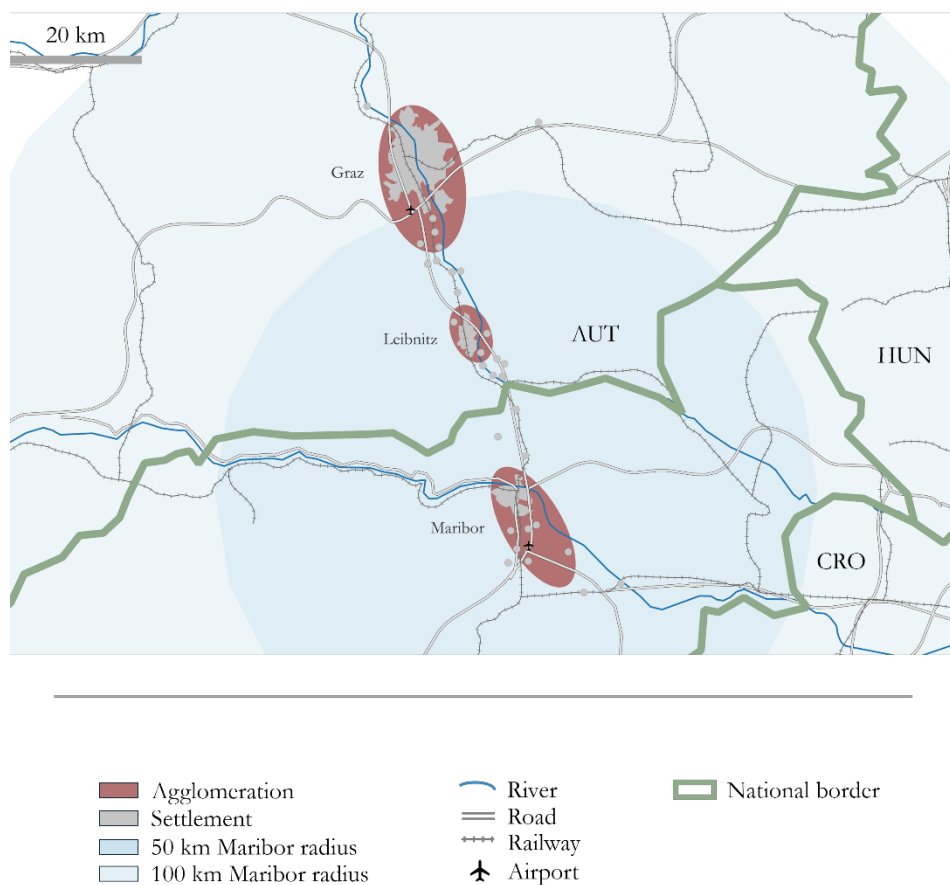 20 km
Graz
Leibnitz
AUT
HUN
Maribor
CRO
Agglomeration
Settlement
50 km Maribor radius
100 km Maribor radius
River
Road
Railway
Airport
National border